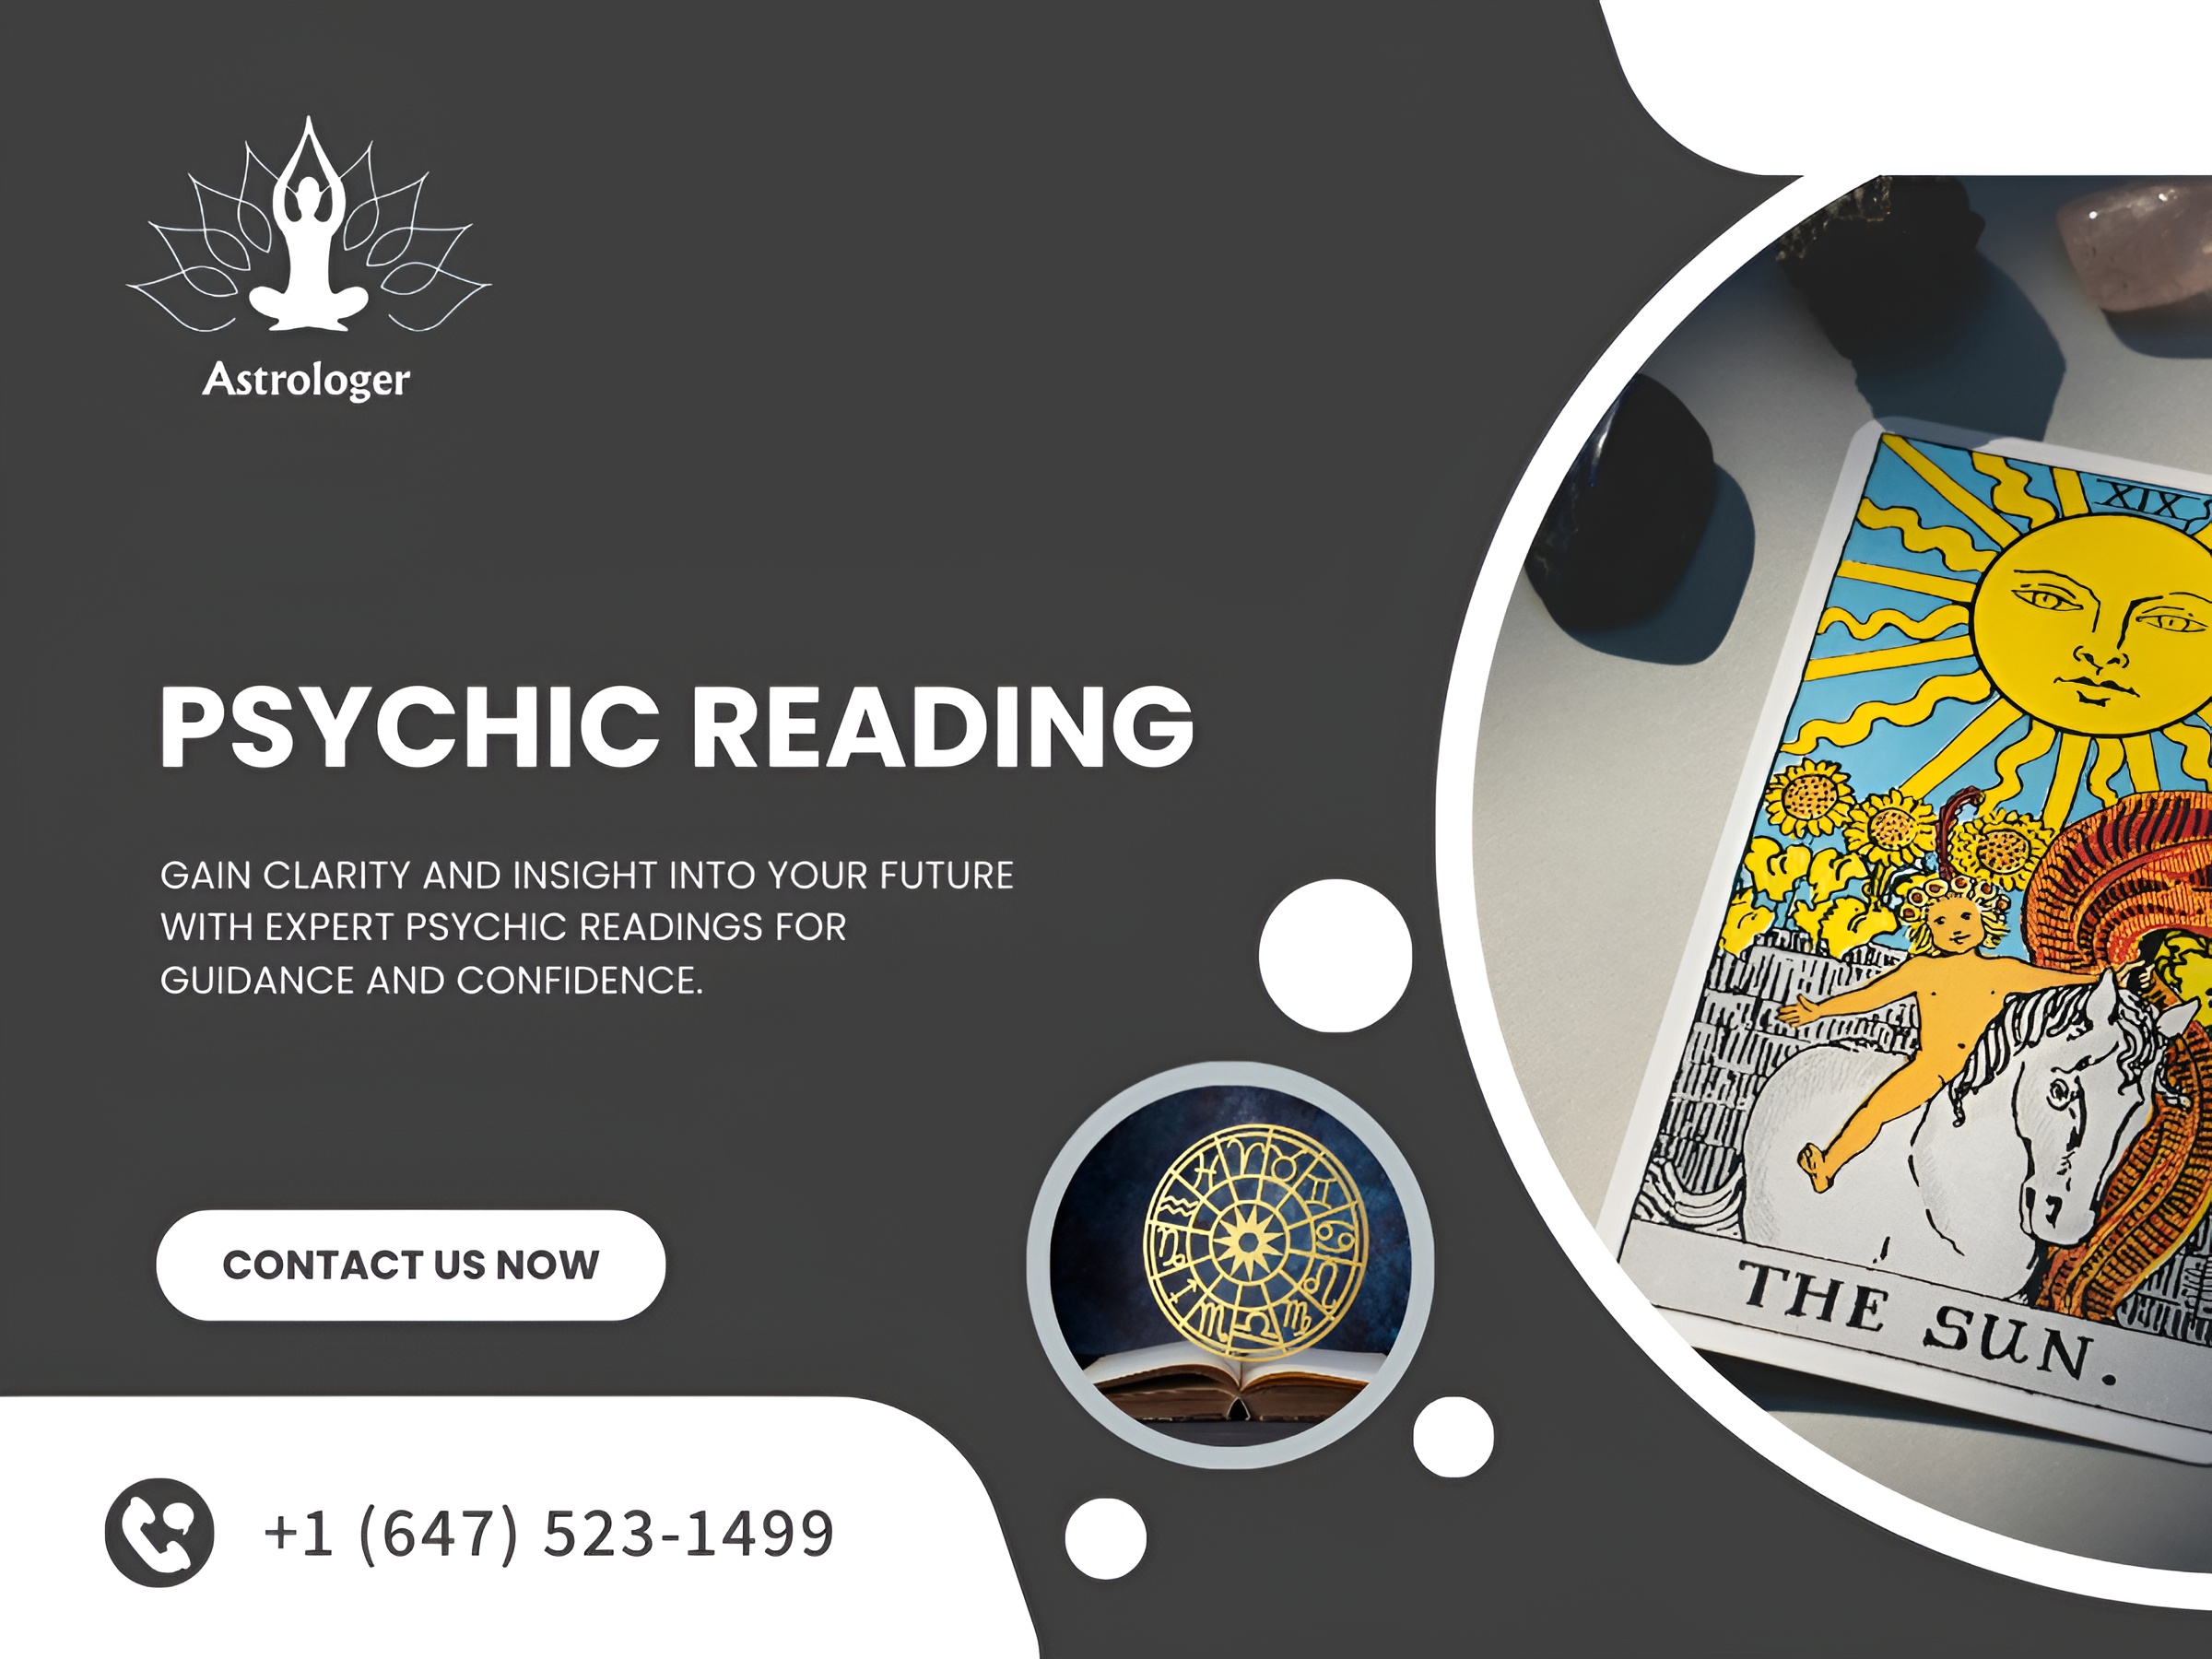 Astrologer
PSYCHIC READING
GAIN CLARITY AND INSIGHT INTO YOUR FUTURE
WITH EXPERT PSYCHIC READINGS FOR
GUIDANCE AND CONFIDENCE.
CONTACT US NOW
+1 (647) 523-1499
XIX
THE SUN.